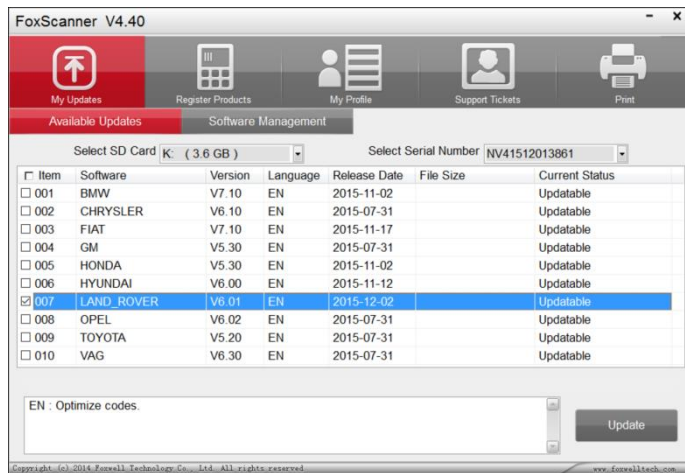 FoxScanner V4.40
My Updates Register Products My Profile Support Tickets Print
Available Updates Software Management
Select SD Card K: ( 3.6 GB ) Select Serial Number NV41512013861
Item Software Version Language Release Date File Size Current Status
001 BMW V7.10 EN 2015-11-02 Updatable
002 CHRYSLER V6.10 EN 2015-07-31 Updatable
003 FIAT V7.10 EN 2015-11-17 Updatable
004 GM V5.30 EN 2015-07-31 Updatable
005 HONDA V5.30 EN 2015-11-02 Updatable
006 HYUNDAI V6.00 EN 2015-11-12 Updatable
007 LAND_ROVER V6.01 EN 2015-12-02 Updatable
008 OPEL V6.02 EN 2015-07-31 Updatable
009 TOYOTA V5.20 EN 2015-07-31 Updatable
010 VAG V6.30 EN 2015-07-31 Updatable
EN : Optimize codes.
Update
Copyright (c) 2014 Foxwell Technology Co., Ltd. All rights reserved www.foxwelltech.com